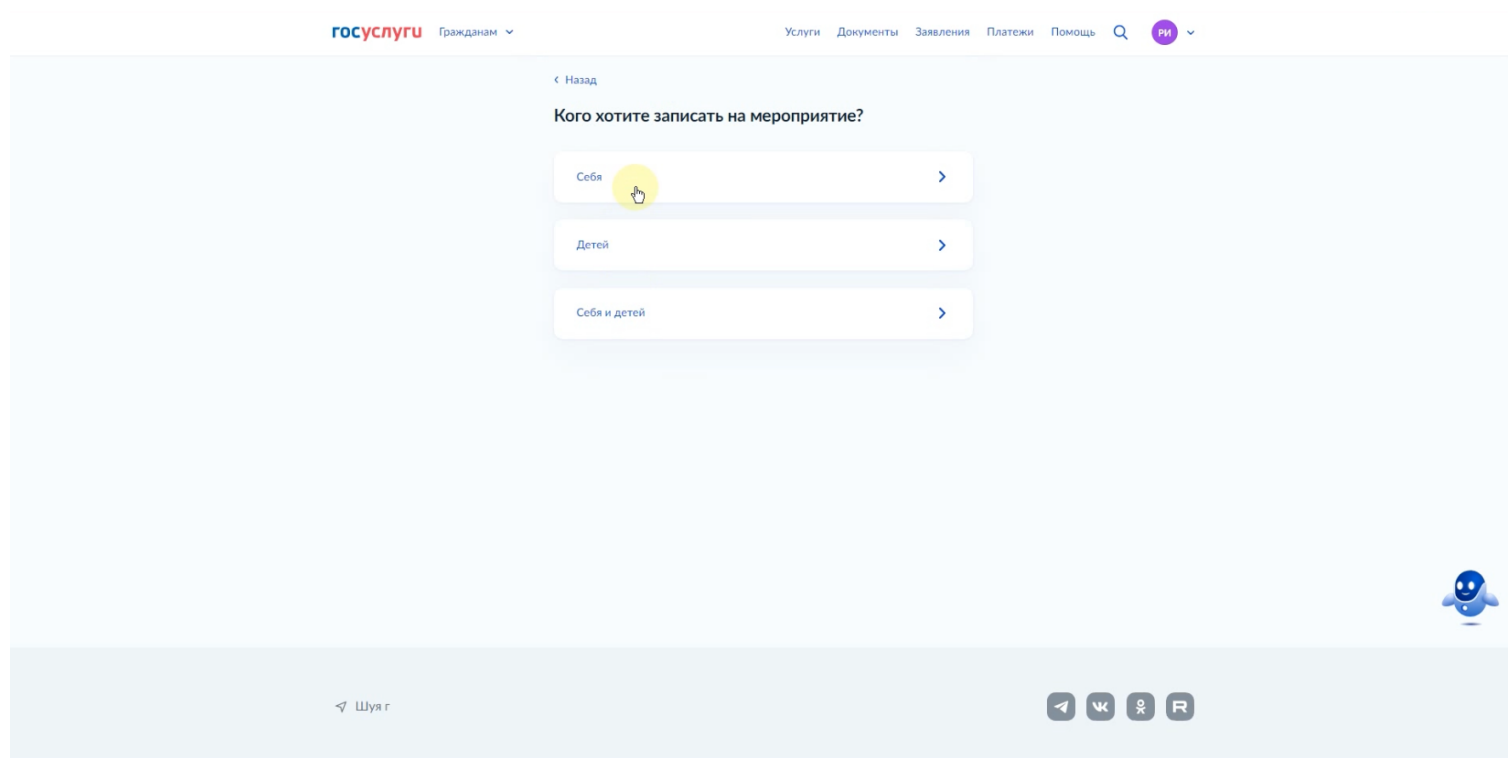 госуслуги Гражданам Услуги Документы Заявления Платежи Помощь РИ
Назад
Кого хотите записать на мероприятие?
Себя
Детей
Себя и детей
Шуя г